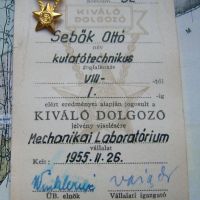 KIVÁLÓ
DOLGOZÓ
Sebők Ottó
név
kutatótechnikus
foglalkozás
VIII- -tól
I. -ig
elért eredményei alapján jogosult a
KIVÁLÓ DOLGOZÓ
jelvény viselésére
Mechanikai Laboratórium
vállalat
Kelt: 1955.II.26.
ÜB. elnök Vállalati igazgató